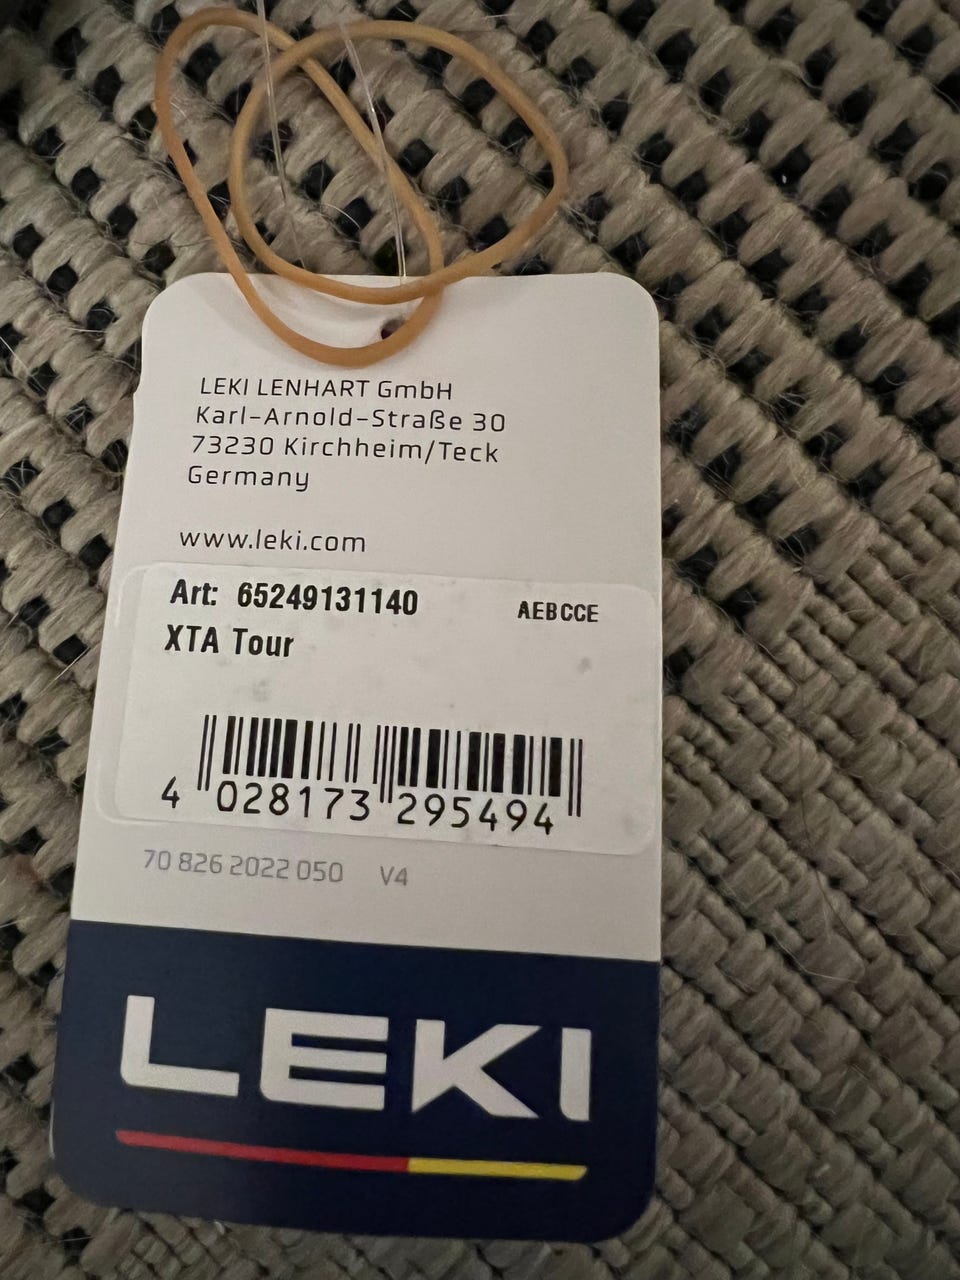 LEKI LENHART GmbH
Karl-Arnold-Straße 30
73230 Kirchheim/Teck
Germany
www.leki.com
Art: 65249131140 AEBCCE
XTA Tour
4 028173 295494
70 826 2022 050 V4
LEKI